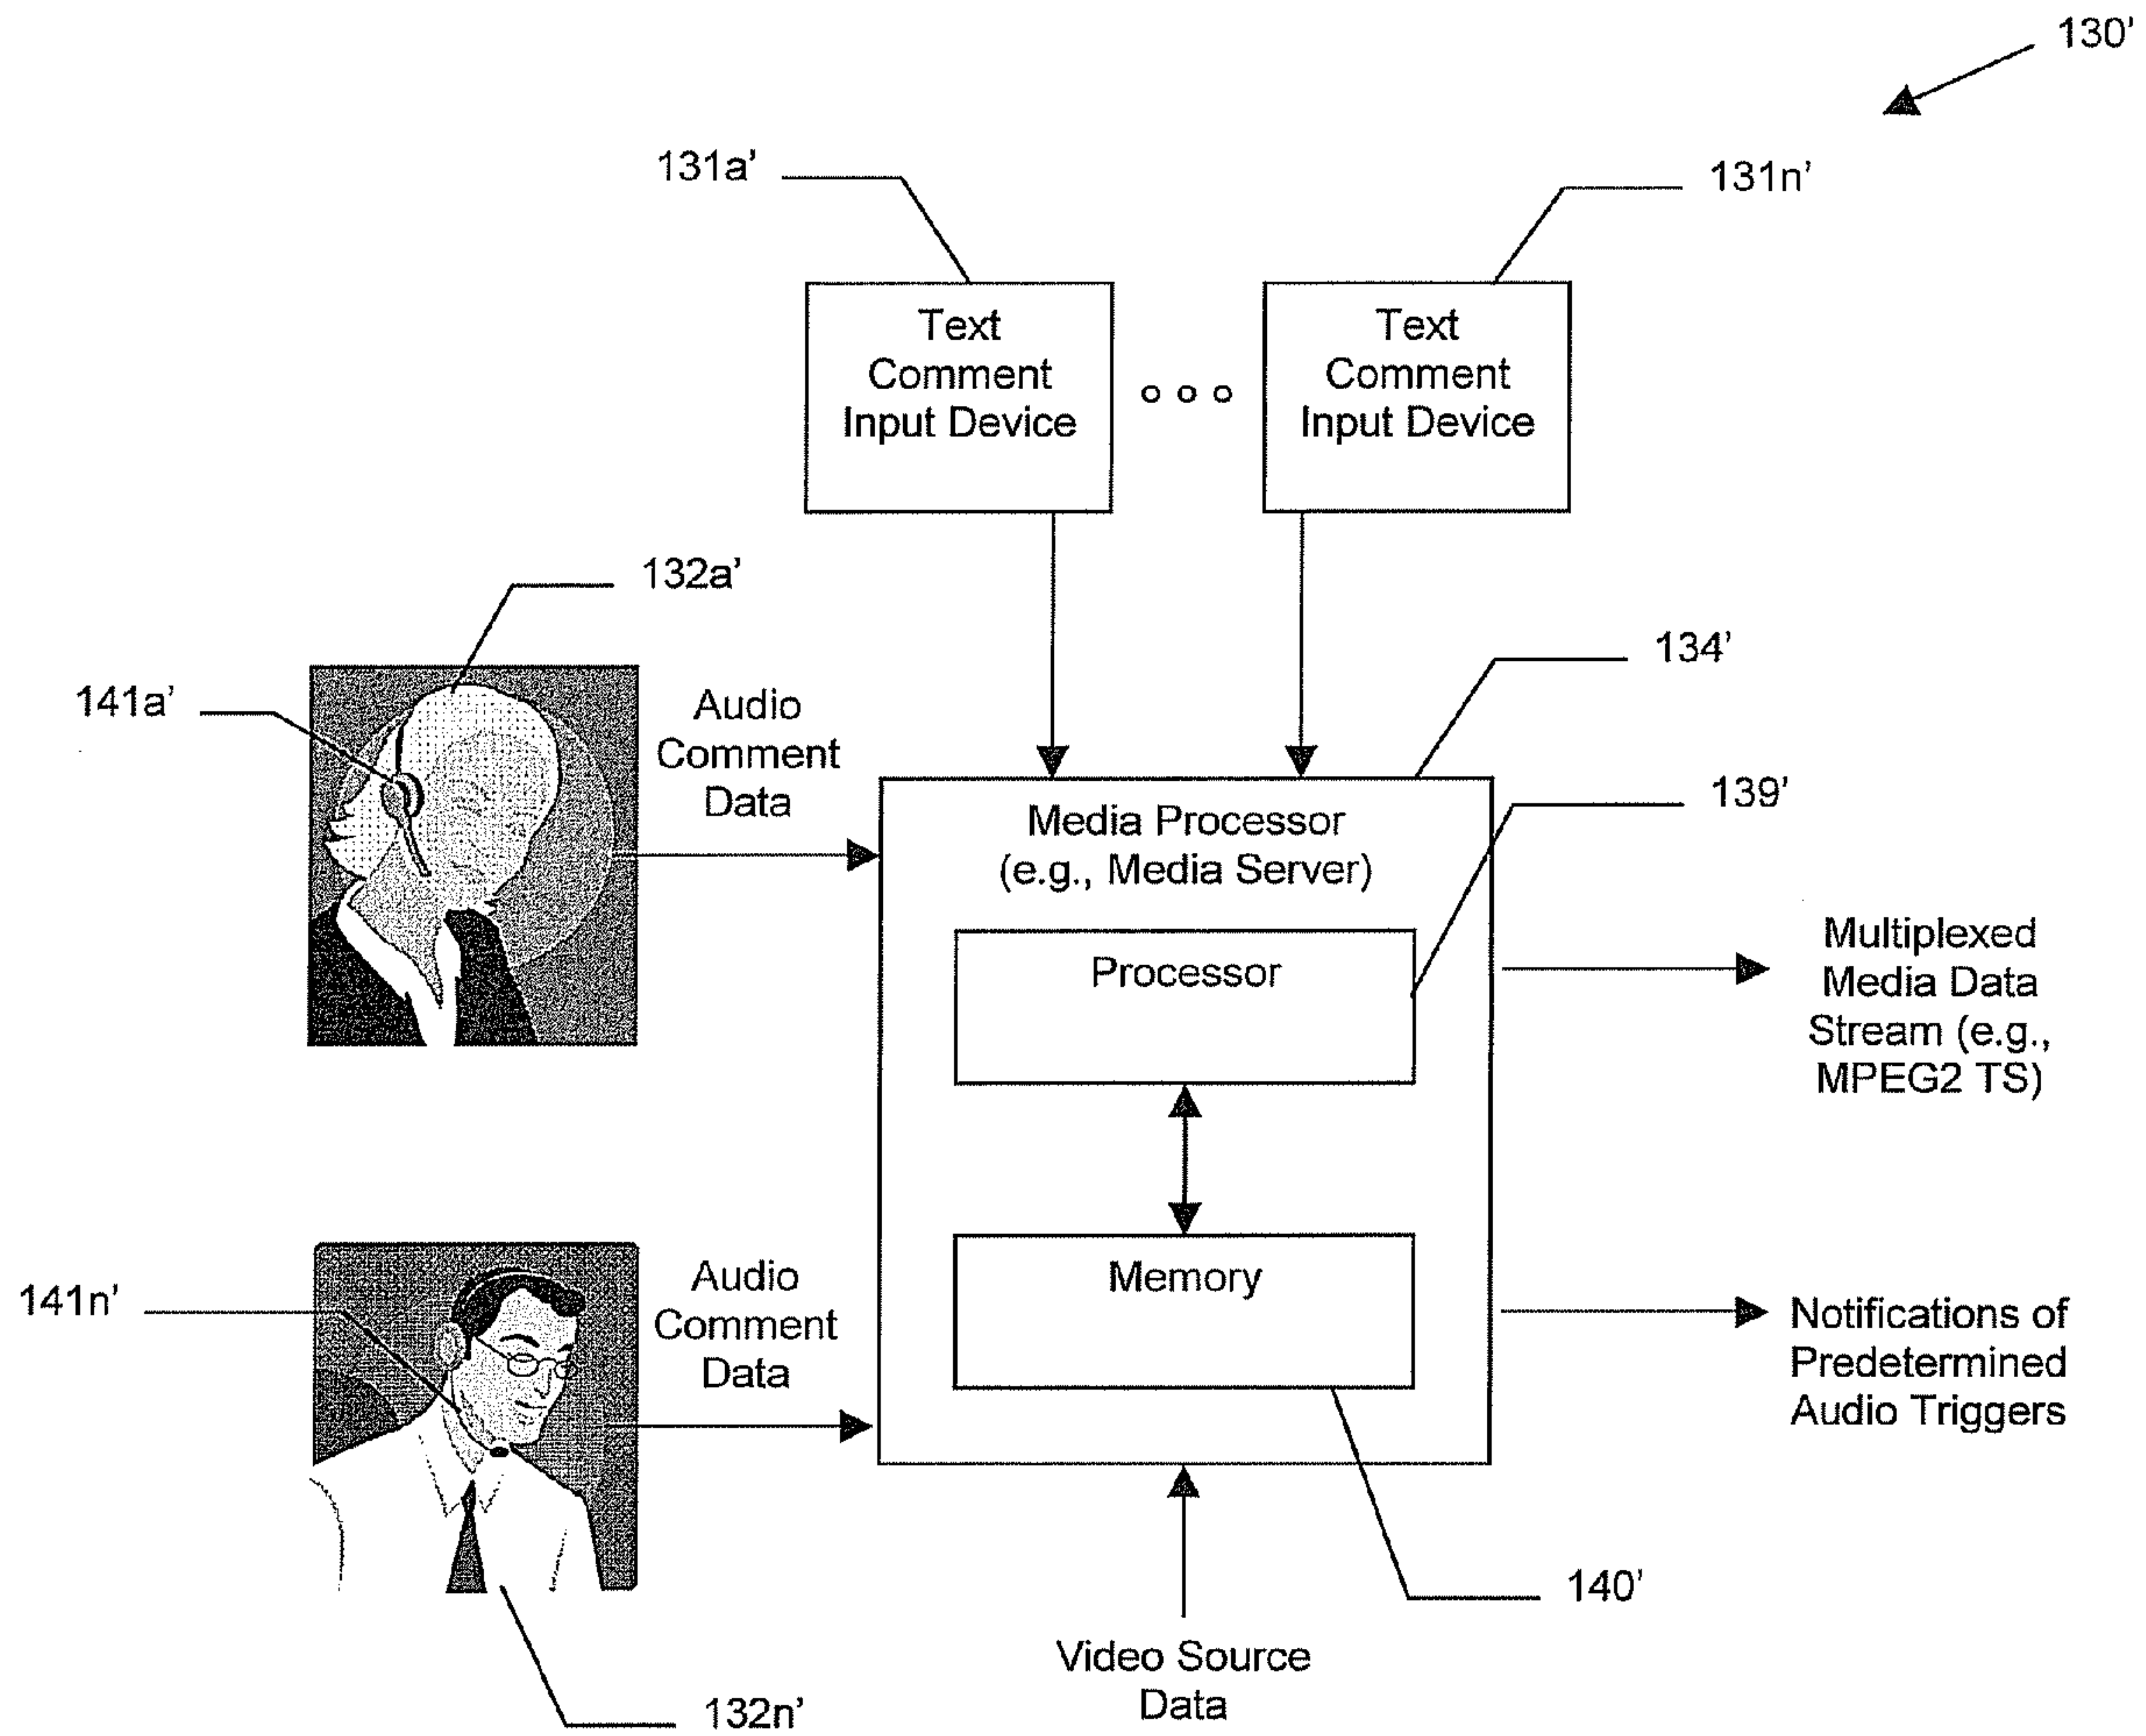 130'
131a'
131n'
Text
Comment
Input Device
Text
Comment
Input Device
132a'
134'
141a'
Audio
Comment
Data
139'
Media Processor
(e.g., Media Server)
Processor
Multiplexed
Media Data
Stream (e.g.,
MPEG2 TS)
Memory
141n'
Audio
Comment
Data
Notifications of
Predetermined
Audio Triggers
140'
Video Source
Data
132n'